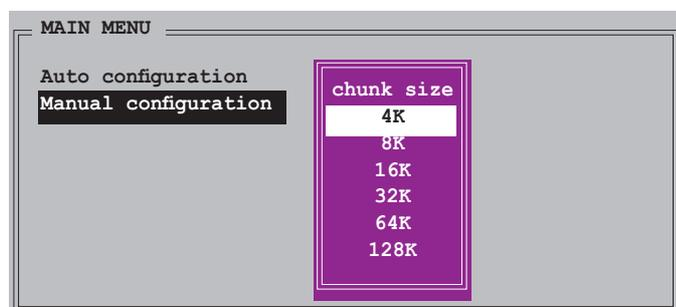 MAIN MENU
Auto configuration
Manual configuration
chunk size
4K
8K
16K
32K
64K
128K